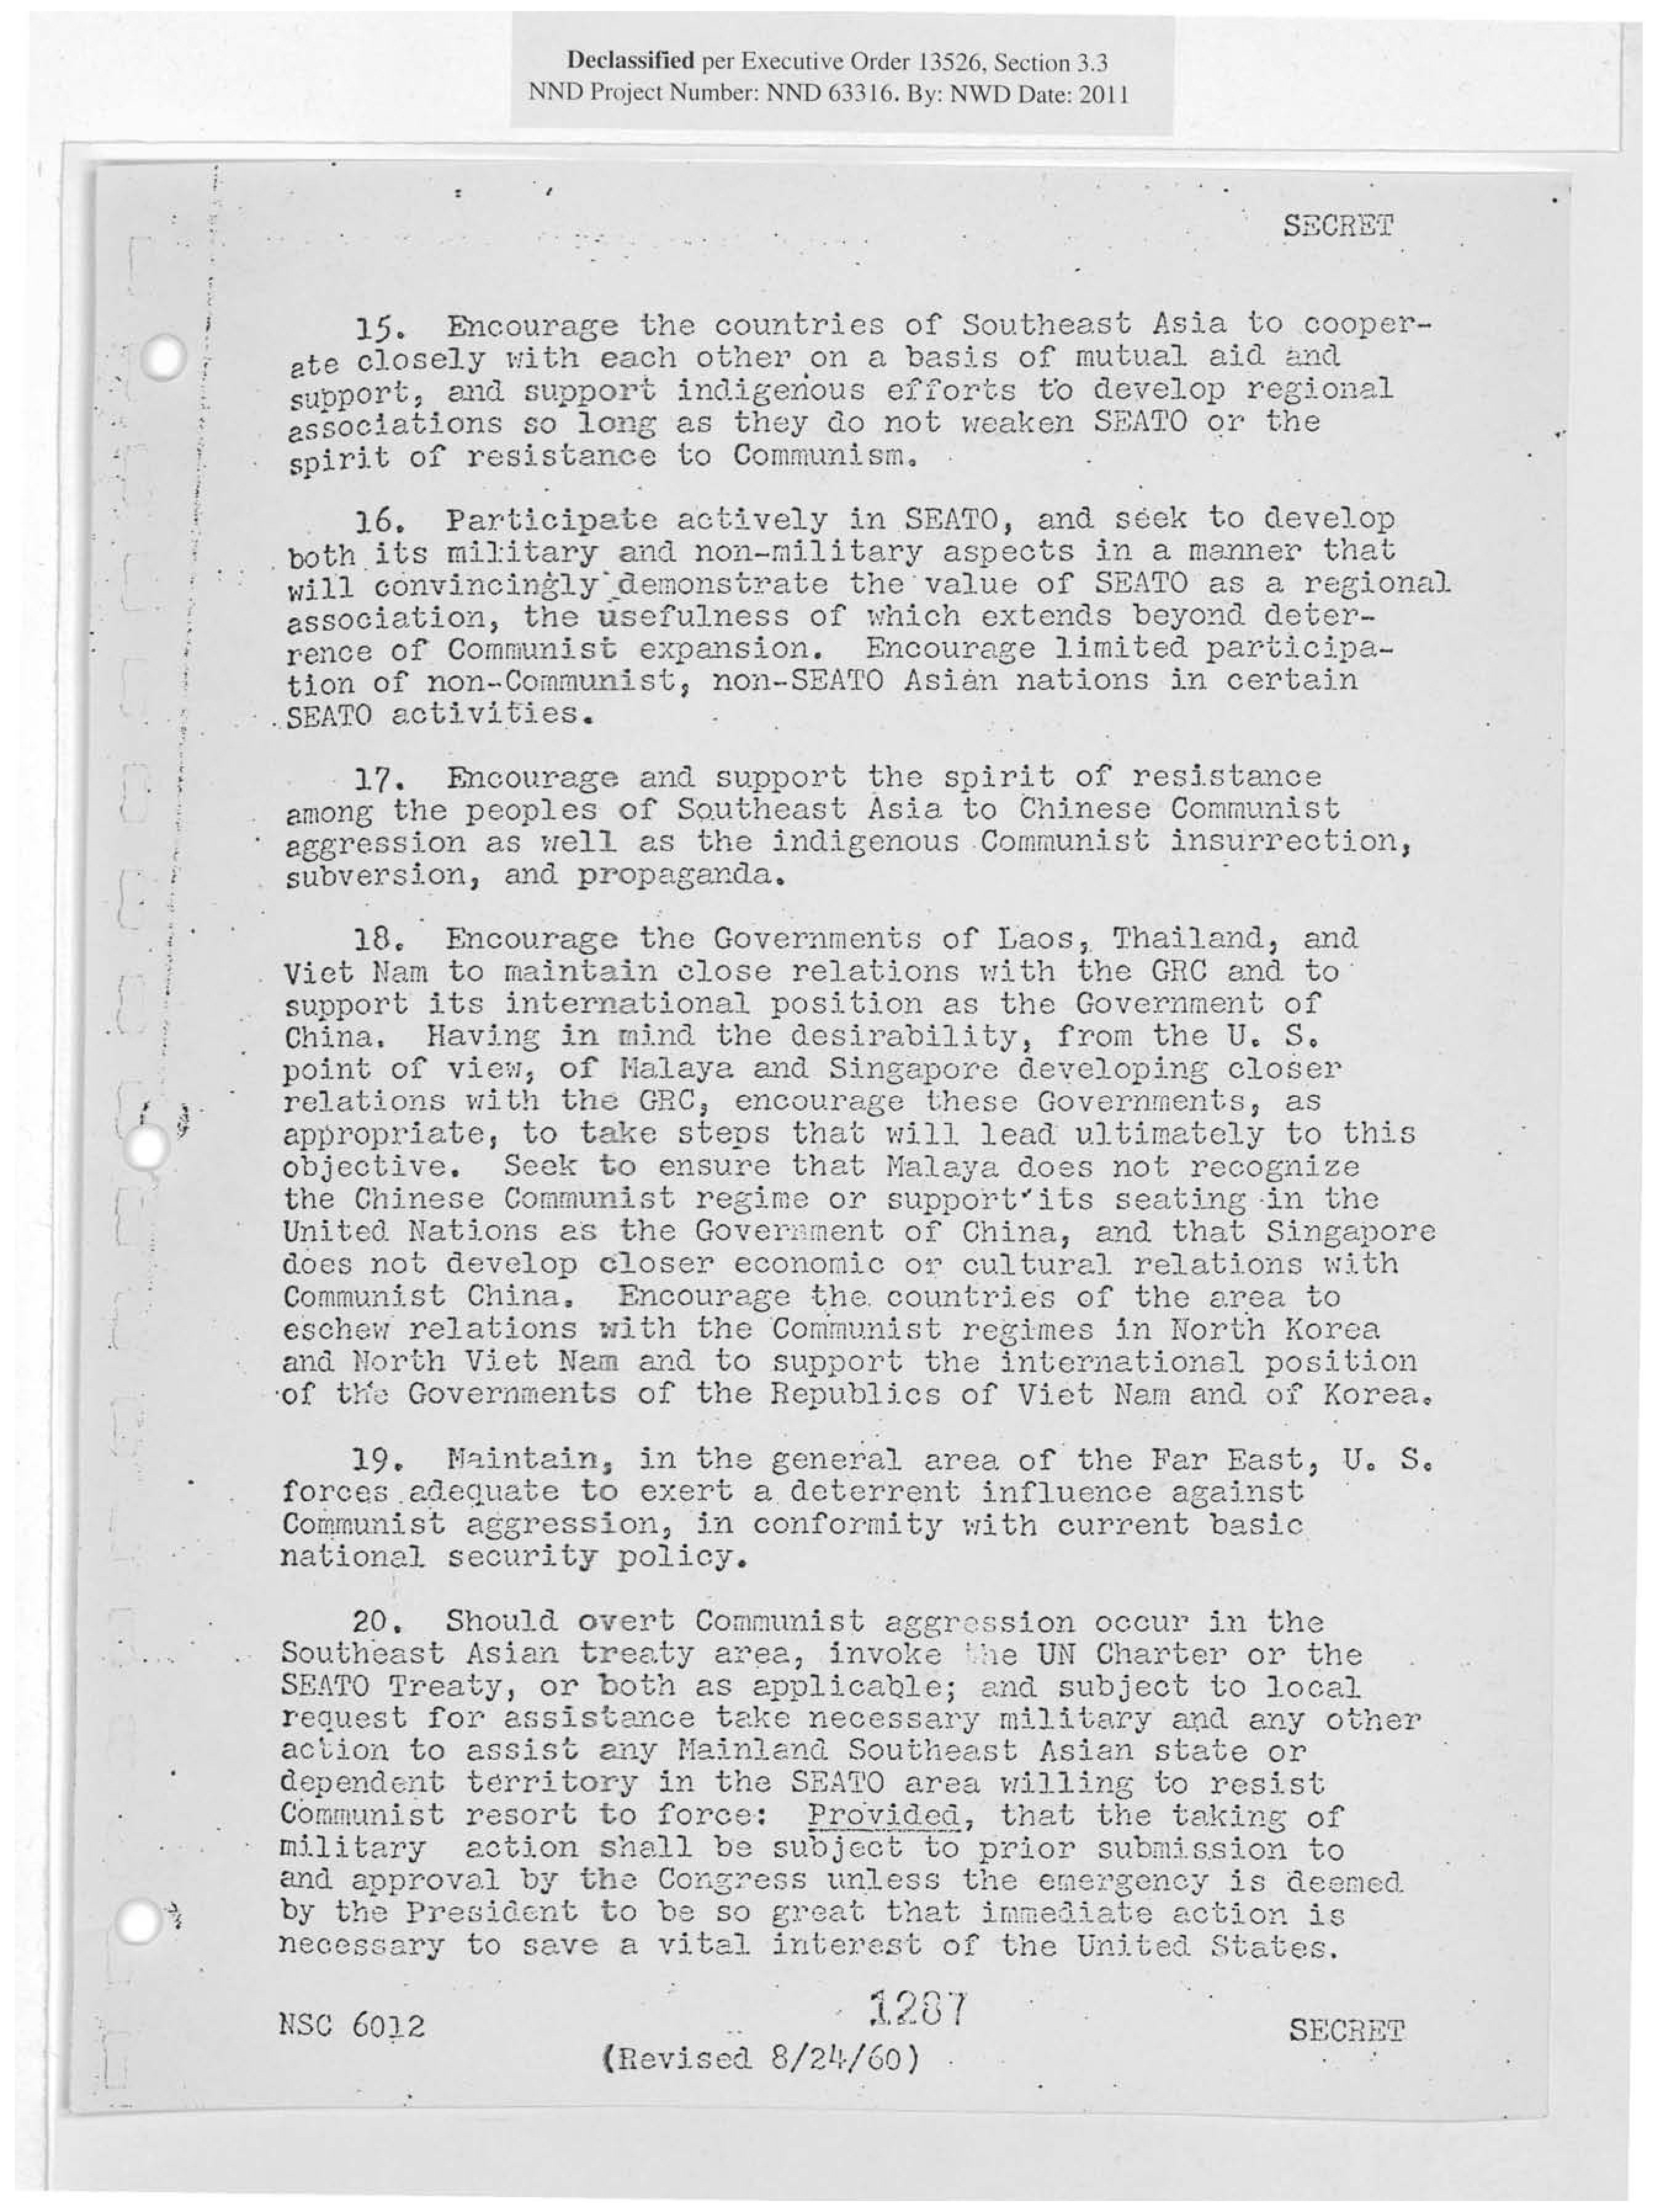 Declassified per Executive Order 13526, Section 3.3
NND Project Number: NND 63316. By: NWD Date: 2011
SECRET
15. Encourage the countries of Southeast Asia to cooper-
ate closely with each other on a basis of mutual aid and
support, and support indigenous efforts to develop regional
associations so long as they do not weaken SEATO or the
spirit of resistance to Communism.
16. Participate actively in SEATO, and seek to develop
both its military and non-military aspects in a manner that
will convincingly demonstrate the value of SEATO as a regional
association, the usefulness of which extends beyond deter-
rence of Communist expansion. Encourage limited participa-
tion of non-Communist, non-SEATO Asian nations in certain
SEATO activities.
17. Encourage and support the spirit of resistance
among the peoples of Southeast Asia to Chinese Communist
aggression as well as the indigenous Communist insurrection,
subversion, and propaganda.
18. Encourage the Governments of Laos, Thailand, and
Viet Nam to maintain close relations with the GRC and to
support its international position as the Government of
China. Having in mind the desirability, from the U. S.
point of view, of Malaya and Singapore developing closer
relations with the GRC, encourage these Governments, as
appropriate, to take steps that will lead ultimately to this
objective. Seek to ensure that Malaya does not recognize
the Chinese Communist regime or support its seating in the
United Nations as the Government of China, and that Singapore
does not develop closer economic or cultural relations with
Communist China. Encourage the countries of the area to
eschew relations with the Communist regimes in North Korea
and North Viet Nam and to support the international position
of the Governments of the Republics of Viet Nam and of Korea.
19. Maintain, in the general area of the Far East, U. S.
forces adequate to exert a deterrent influence against
Communist aggression, in conformity with current basic
national security policy.
20. Should overt Communist aggression occur in the
Southeast Asian treaty area, invoke the UN Charter or the
SEATO Treaty, or both as applicable; and subject to local
request for assistance take necessary military and any other
action to assist any Mainland Southeast Asian state or
dependent territory in the SEATO area willing to resist
Communist resort to force: Provided, that the taking of
military action shall be subject to prior submission to
and approval by the Congress unless the emergency is deemed
by the President to be so great that immediate action is
necessary to save a vital interest of the United States.
NSC 6012
1287
SECRET
(Revised 8/24/60)